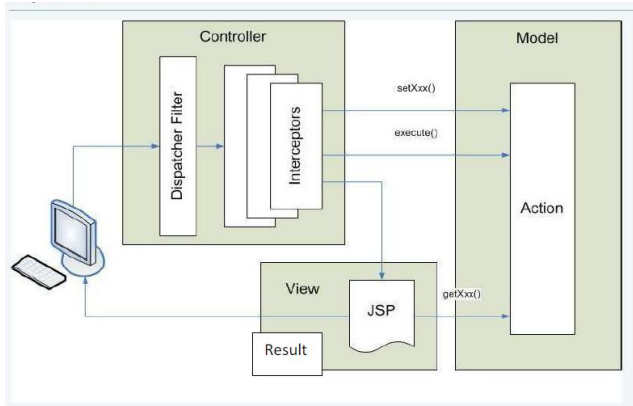 Controller
Model
Dispatcher Filter
Interceptors
setXxx()
execute()
Action
View
JSP
getXxx()
Result